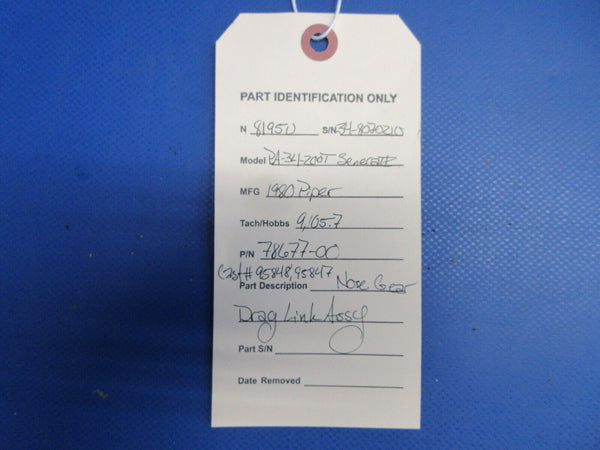 PART IDENTIFICATION ONLY
N 8195U S/N 34-8070210
Model PA-34-200T Seneca II
MFG 1980 Piper
Tach/Hobbs 9,105.7
P/N 78677-00
Cast # 95848, 95847
Part Description Nose Gear
Drag Link Assy
Part S/N
Date Removed